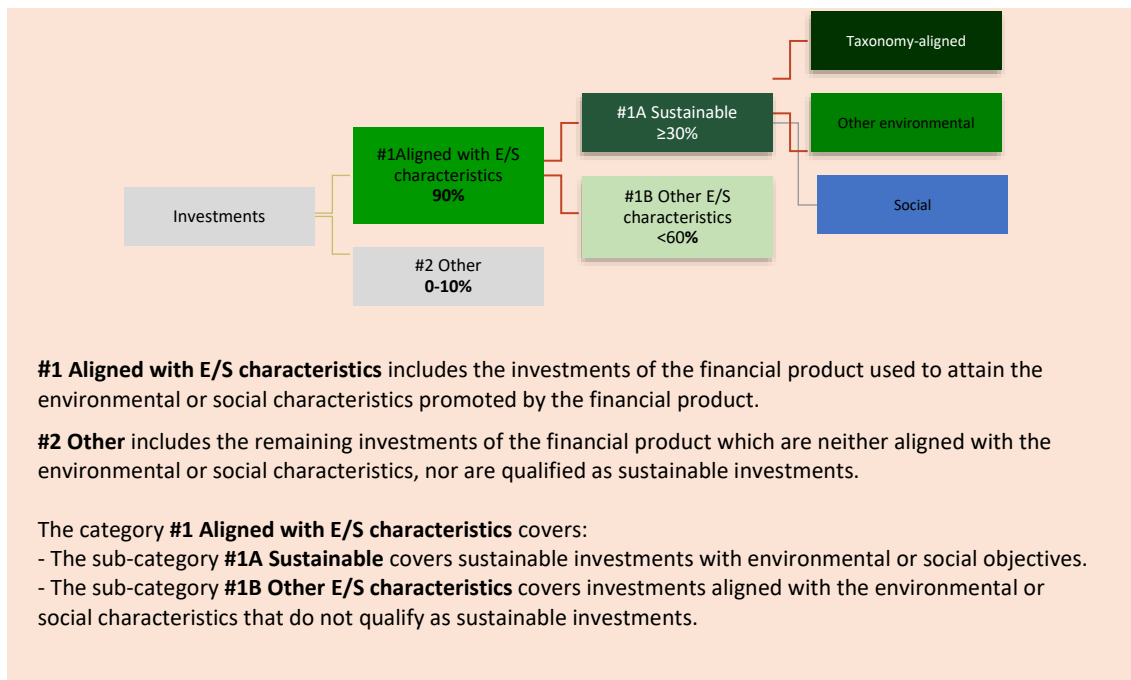 Taxonomy-aligned
#1A Sustainable
≥30%
Other environmental
#1Aligned with E/S
characteristics
90%
#1B Other E/S
characteristics
<60%
Social
Investments
#2 Other
0-10%
#1 Aligned with E/S characteristics includes the investments of the financial product used to attain the
environmental or social characteristics promoted by the financial product.
#2 Other includes the remaining investments of the financial product which are neither aligned with the
environmental or social characteristics, nor are qualified as sustainable investments.
The category #1 Aligned with E/S characteristics covers:
- The sub-category #1A Sustainable covers sustainable investments with environmental or social objectives.
- The sub-category #1B Other E/S characteristics covers investments aligned with the environmental or
social characteristics that do not qualify as sustainable investments.